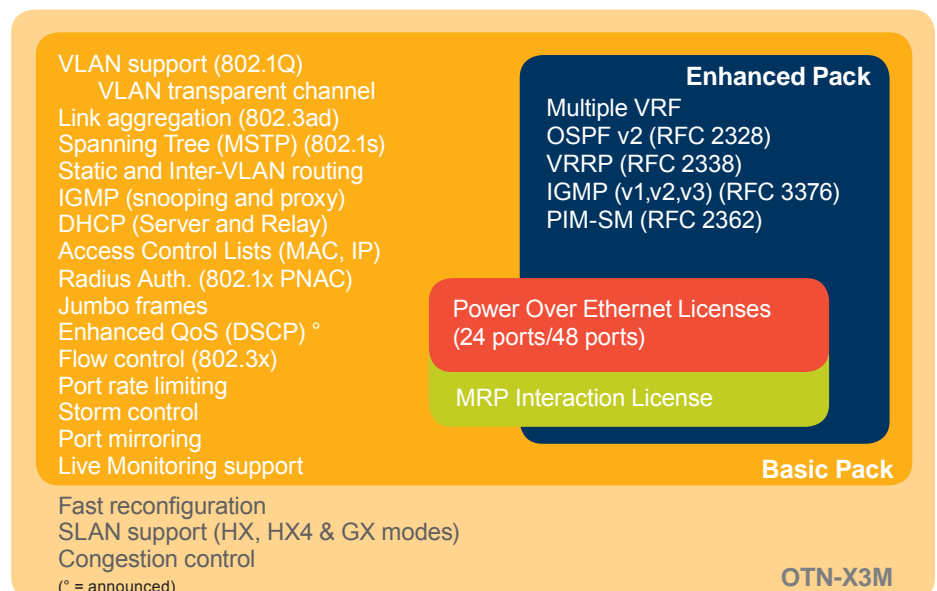 VLAN support (802.1Q)
VLAN transparent channel
Link aggregation (802.3ad)
Spanning Tree (MSTP) (802.1s)
Static and Inter-VLAN routing
IGMP (snooping and proxy)
DHCP (Server and Relay)
Access Control Lists (MAC, IP)
Radius Auth. (802.1x PNAC)
Jumbo frames
Enhanced QoS (DSCP) °
Flow control (802.3x)
Port rate limiting
Storm control
Port mirroring
Live Monitoring support
Enhanced Pack
Multiple VRF
OSPF v2 (RFC 2328)
VRRP (RFC 2338)
IGMP (v1,v2,v3) (RFC 3376)
PIM-SM (RFC 2362)
Power Over Ethernet Licenses
(24 ports/48 ports)
MRP Interaction License
Basic Pack
Fast reconfiguration
SLAN support (HX, HX4 & GX modes)
Congestion control
(° = announced)
OTN-X3M